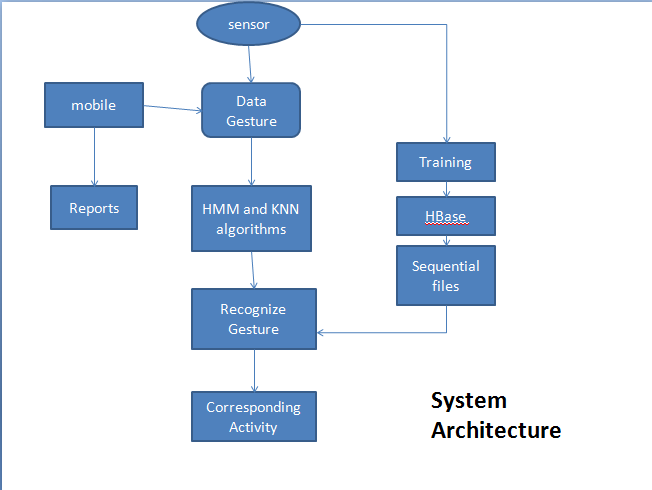 sensor
mobile
Data
Gesture
Training
Reports
HMM and KNN
algorithms
HBase
Sequential
files
Recognize
Gesture
Corresponding
Activity
System
Architecture